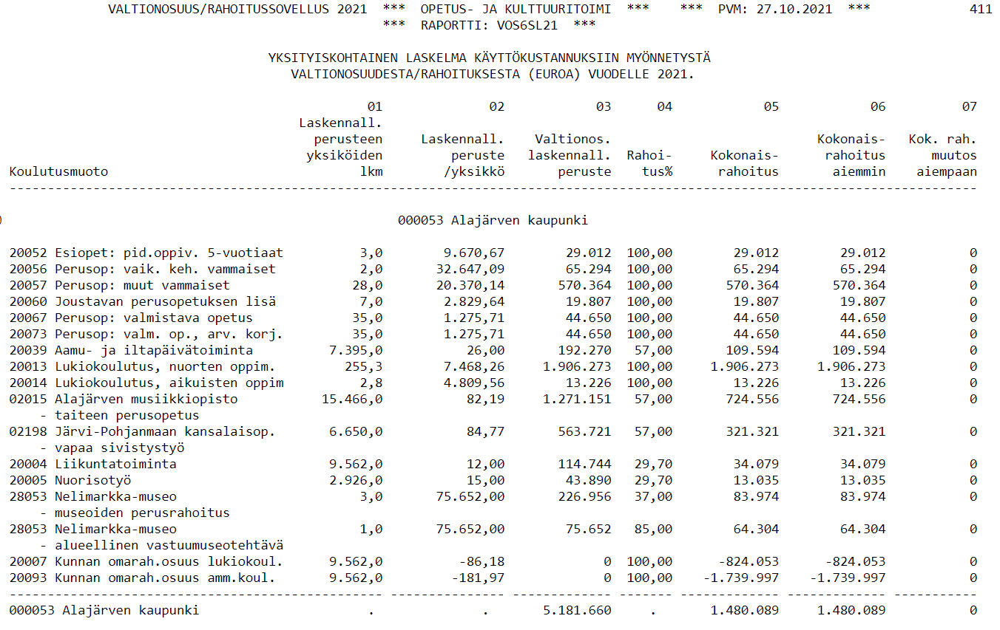 VALTIONOSUUS/RAHOITUSSOVELLUS 2021 *** OPETUS- JA KULTTUURITOIMI *** *** PVM: 27.10.2021 *** 411
*** RAPORTTI: VOS6SL21 ***
YKSITYISKOHTAINEN LASKELMA KÄYTTÖKUSTANNUKSIIN MYÖNNETYSTÄ
VALTIONOSUUDESTA/RAHOITUKSESTA (EUROA) VUODELLE 2021.
01 02 03 04 05 06 07
Laskennall.
perusteen Laskennall. Valtionos. Kokonais- Kok. rah.
yksiköiden peruste laskennall. Rahoi- Kokonais- rahoitus muutos
Koulutusmuoto lkm /yksikkö peruste tus% rahoitus aiemmin aiempaan
000053 Alajärven kaupunki
20052 Esiopet: pid.oppiv. 5-vuotiaat 3,0 9.670,67 29.012 100,00 29.012 29.012 0
20056 Perusop: vaik. keh. vammaiset 2,0 32.647,09 65.294 100,00 65.294 65.294 0
20057 Perusop: muut vammaiset 28,0 20.370,14 570.364 100,00 570.364 570.364 0
20060 Joustavan perusopetuksen lisä 7,0 2.829,64 19.807 100,00 19.807 19.807 0
20067 Perusop: valmistava opetus 35,0 1.275,71 44.650 100,00 44.650 44.650 0
20073 Perusop: valm. op., arv. korj. 35,0 1.275,71 44.650 100,00 44.650 44.650 0
20039 Aamu- ja iltapäivätoiminta 7.395,0 26,00 192.270 57,00 109.594 109.594 0
20013 Lukiokoulutus, nuorten oppim. 255,3 7.468,26 1.906.273 100,00 1.906.273 1.906.273 0
20014 Lukiokoulutus, aikuisten oppim 2,8 4.809,56 13.226 100,00 13.226 13.226 0
02015 Alajärven musiikkiopisto 15.466,0 82,19 1.271.151 57,00 724.556 724.556 0
- taiteen perusopetus
02198 Järvi-Pohjanmaan kansalaisop. 6.650,0 84,77 563.721 57,00 321.321 321.321 0
- vapaa sivistystyö
20004 Liikuntatoiminta 9.562,0 12,00 114.744 29,70 34.079 34.079 0
20005 Nuorisotyö 2.926,0 15,00 43.890 29,70 13.035 13.035 0
28053 Nelimarkka-museo 3,0 75.652,00 226.956 37,00 83.974 83.954 0
- museoiden perusrahoitus
28053 Nelimarkka-museo 1,0 75.652,00 75.652 85,00 64.304 64.304 0
- alueellinen vastuumuseotehtävä
20007 Kunnan omarah.osuus lukiokoul. 9.562,0 -86,18 0 100,00 -824.053 -824.053 0
20093 Kunnan omarah.osuus amm.koul. 9.562,0 -181,97 0 100,00 -1.739.997 -1.739.997 0
000053 Alajärven kaupunki . . 5.181.660 . 1.480.089 1.480.089 0